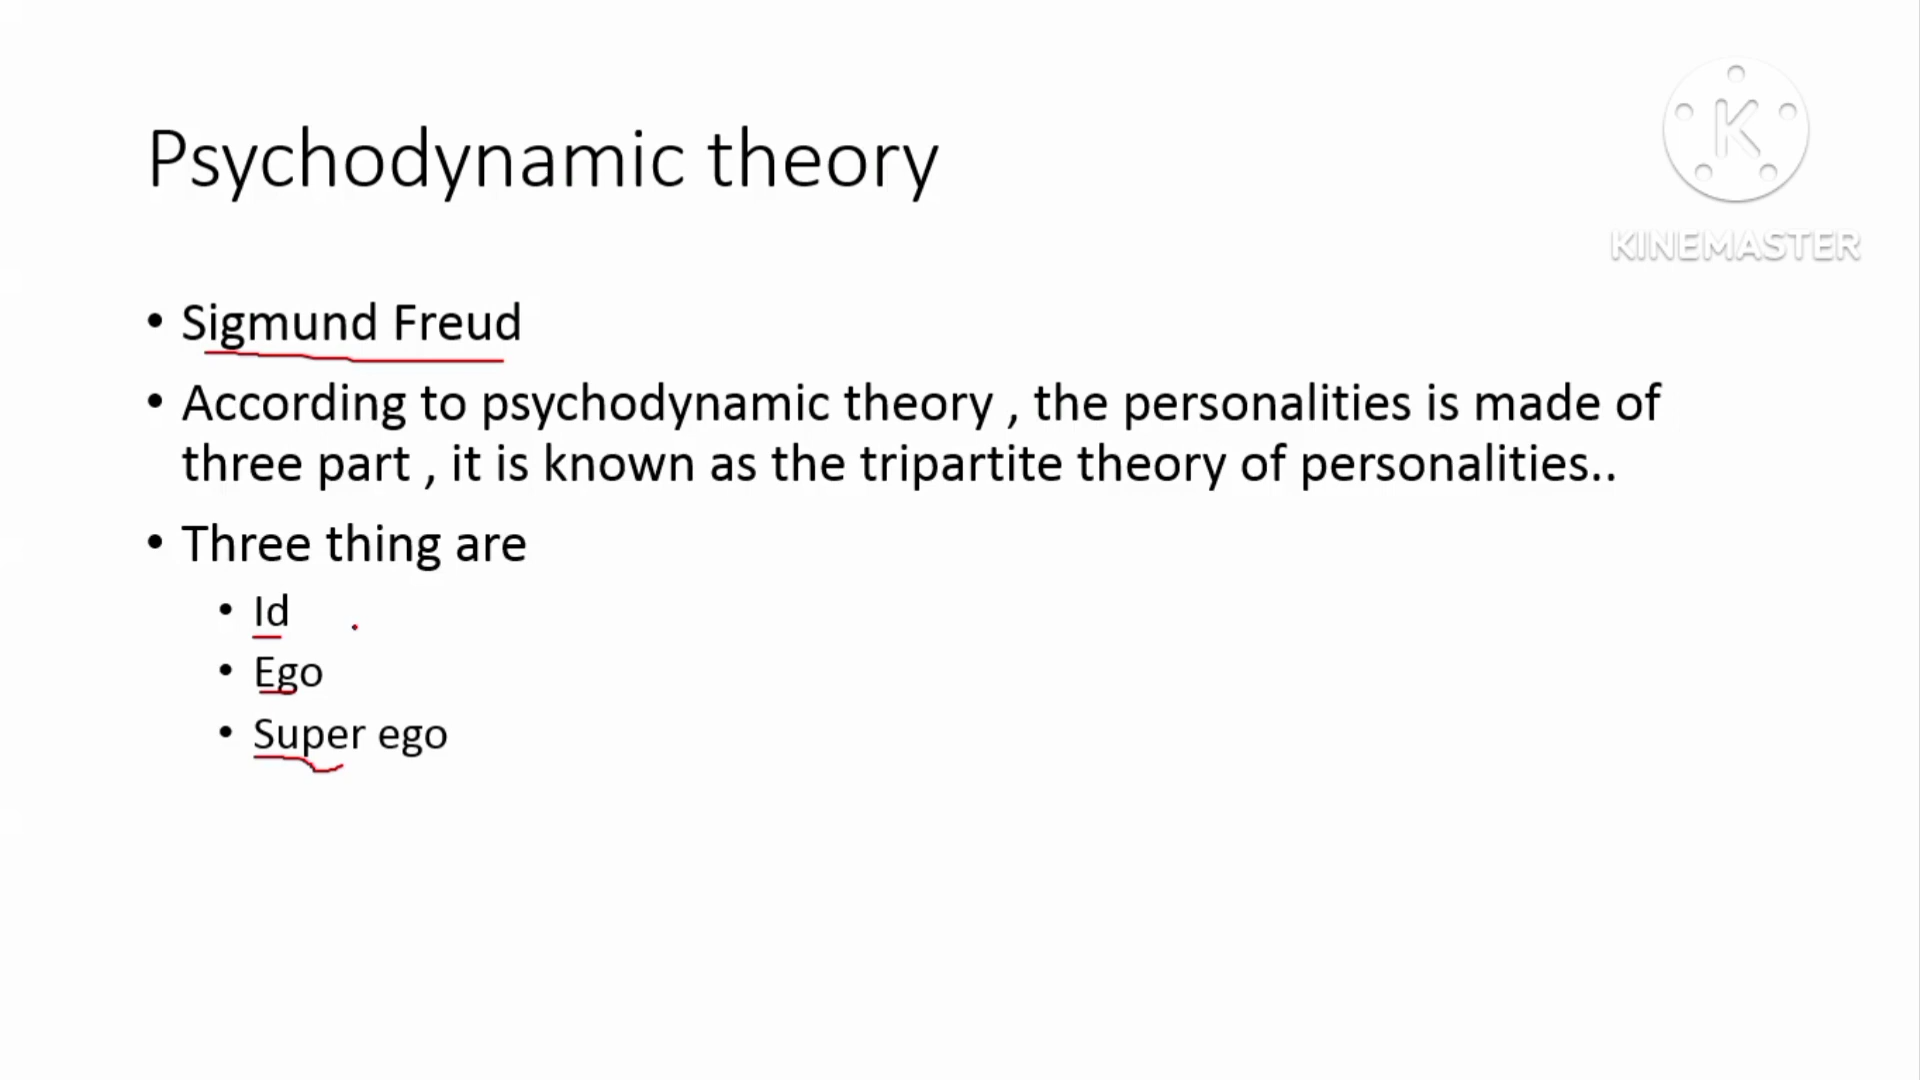 Psychodynamic theory
K
KINEMASTER
• Sigmund Freud
• According to psychodynamic theory , the personalities is made of
three part , it is known as the tripartite theory of personalities..
• Three thing are
• Id
• Ego
• Super ego